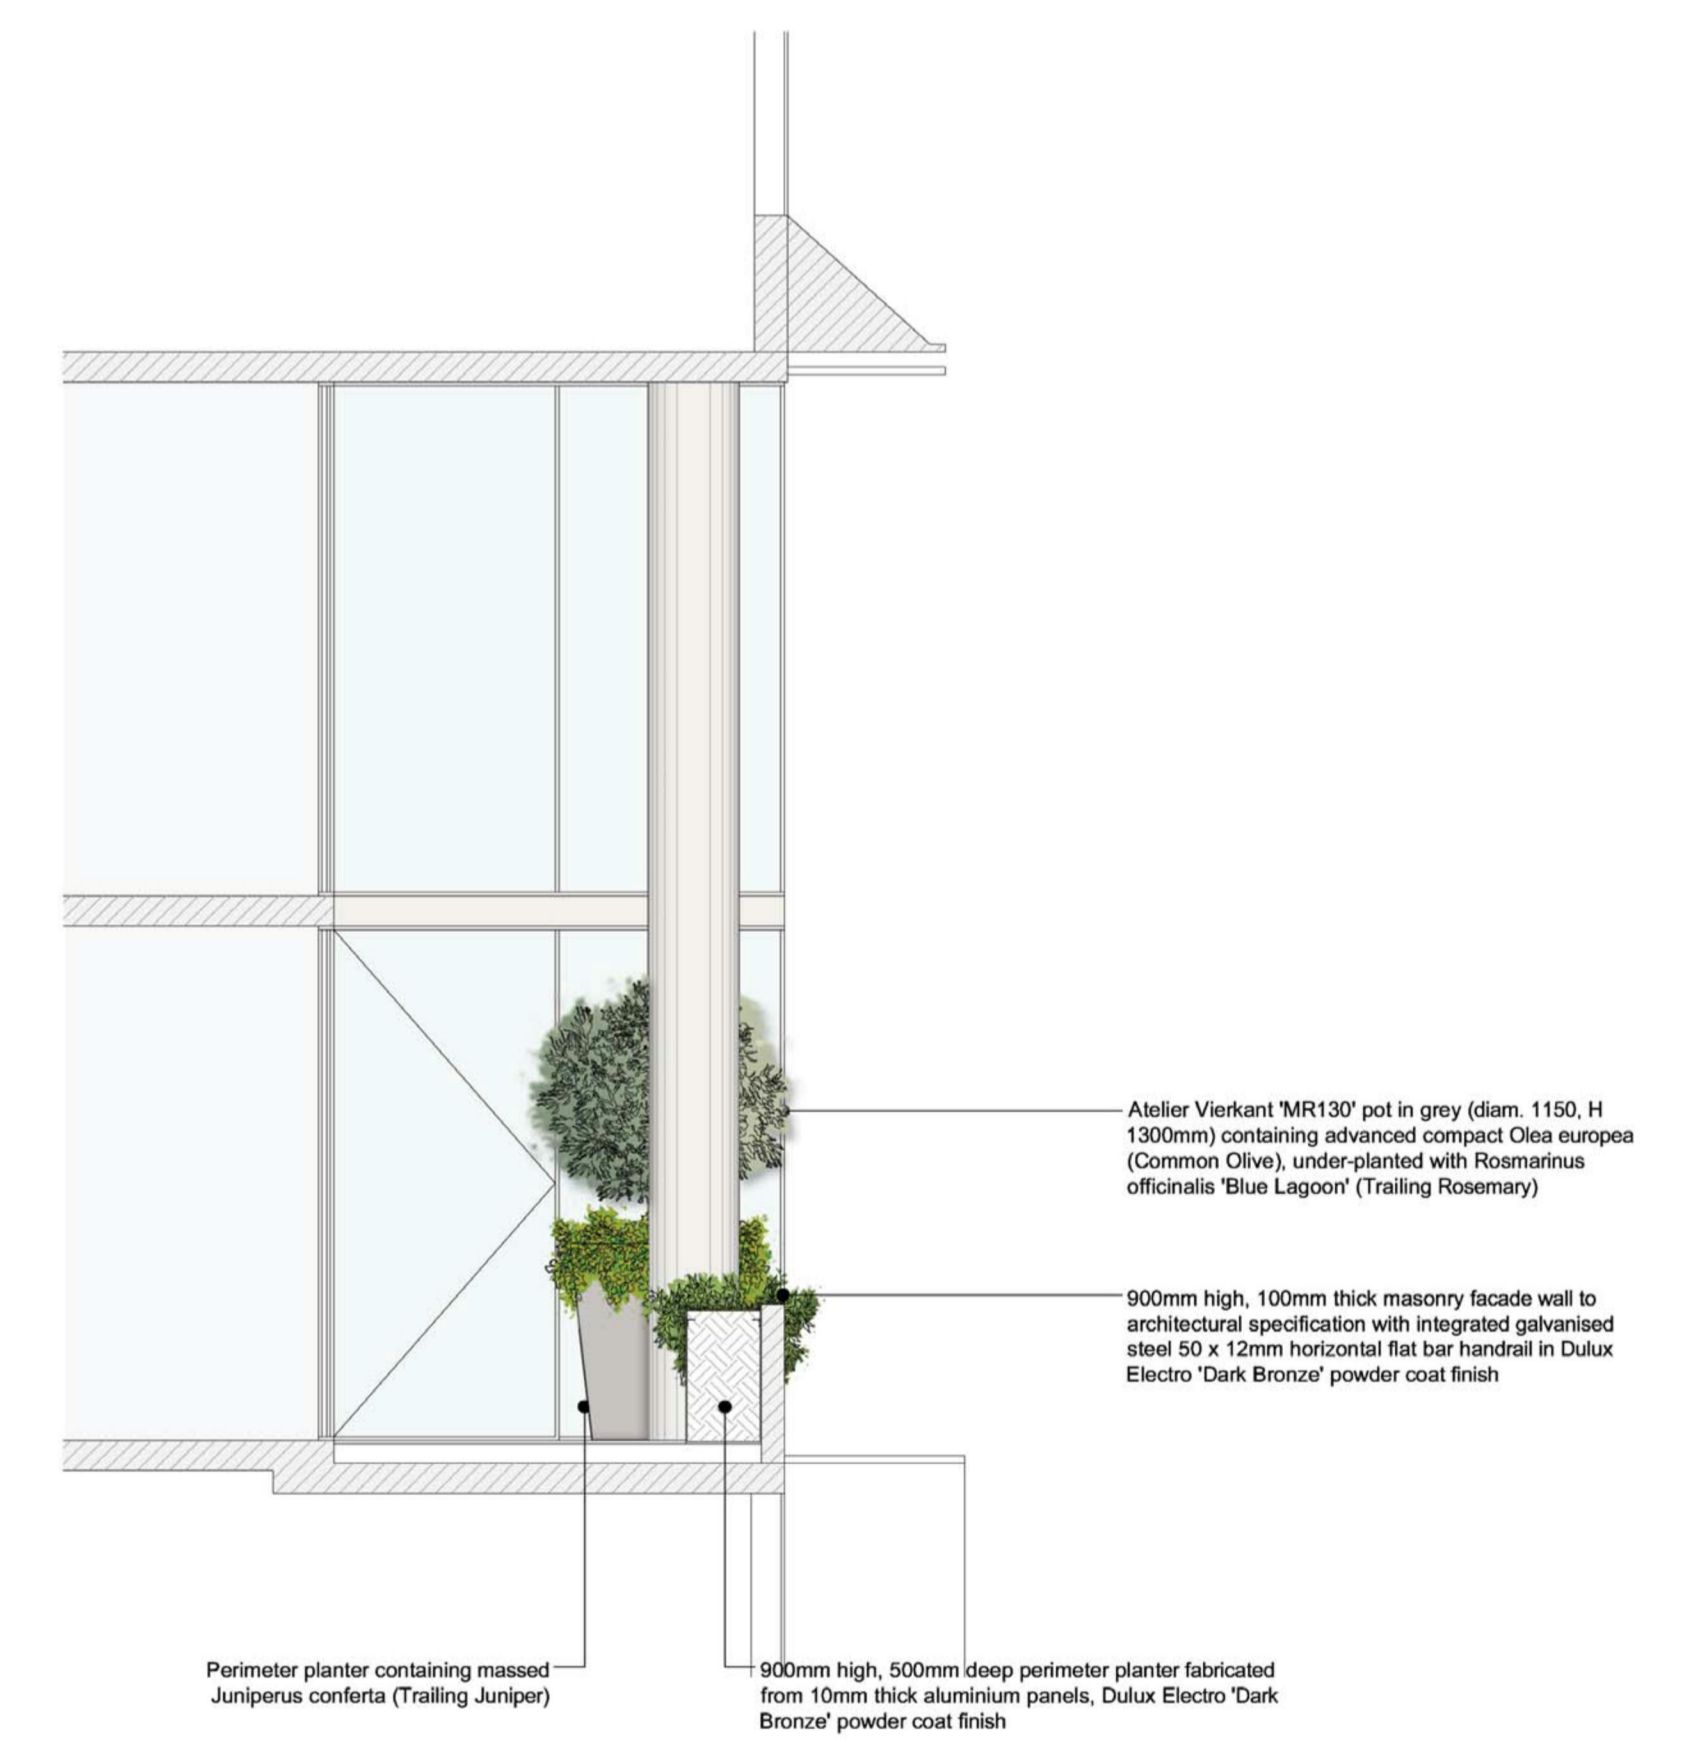 Atelier Vierkant 'MR130' pot in grey (diam. 1150, H
1300mm) containing advanced compact Olea europea
(Common Olive), under-planted with Rosmarinus
officinalis 'Blue Lagoon' (Trailing Rosemary)
900mm high, 100mm thick masonry facade wall to
architectural specification with integrated galvanised
steel 50 x 12mm horizontal flat bar handrail in Dulux
Electro 'Dark Bronze' powder coat finish
Perimeter planter containing massed
Juniperus conferta (Trailing Juniper)
900mm high, 500mm deep perimeter planter fabricated
from 10mm thick aluminium panels, Dulux Electro 'Dark
Bronze' powder coat finish